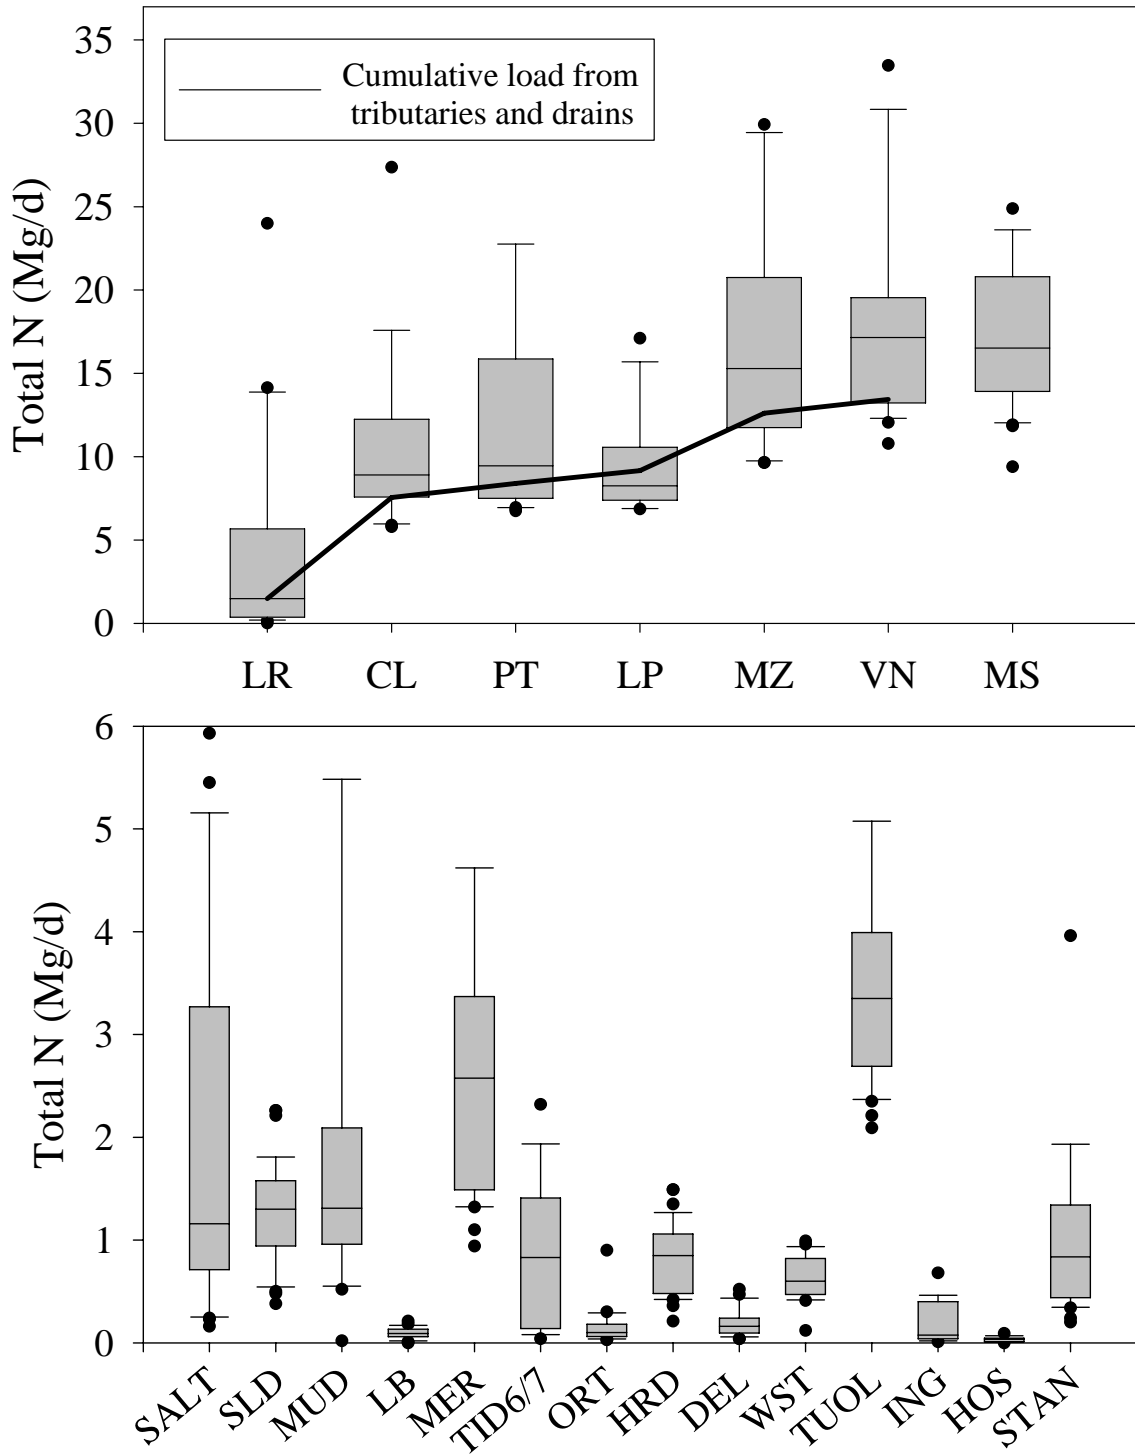 35
30
25
20
15
10
5
0
Total N (Mg/d)
Cumulative load from
tributaries and drains
LR CL PT LP MZ VN MS
6
5
4
3
2
1
0
Total N (Mg/d)
SALT SLD MUD LB MER TID6/7 ORT HRD DEL WST TUOL ING HOS STAN